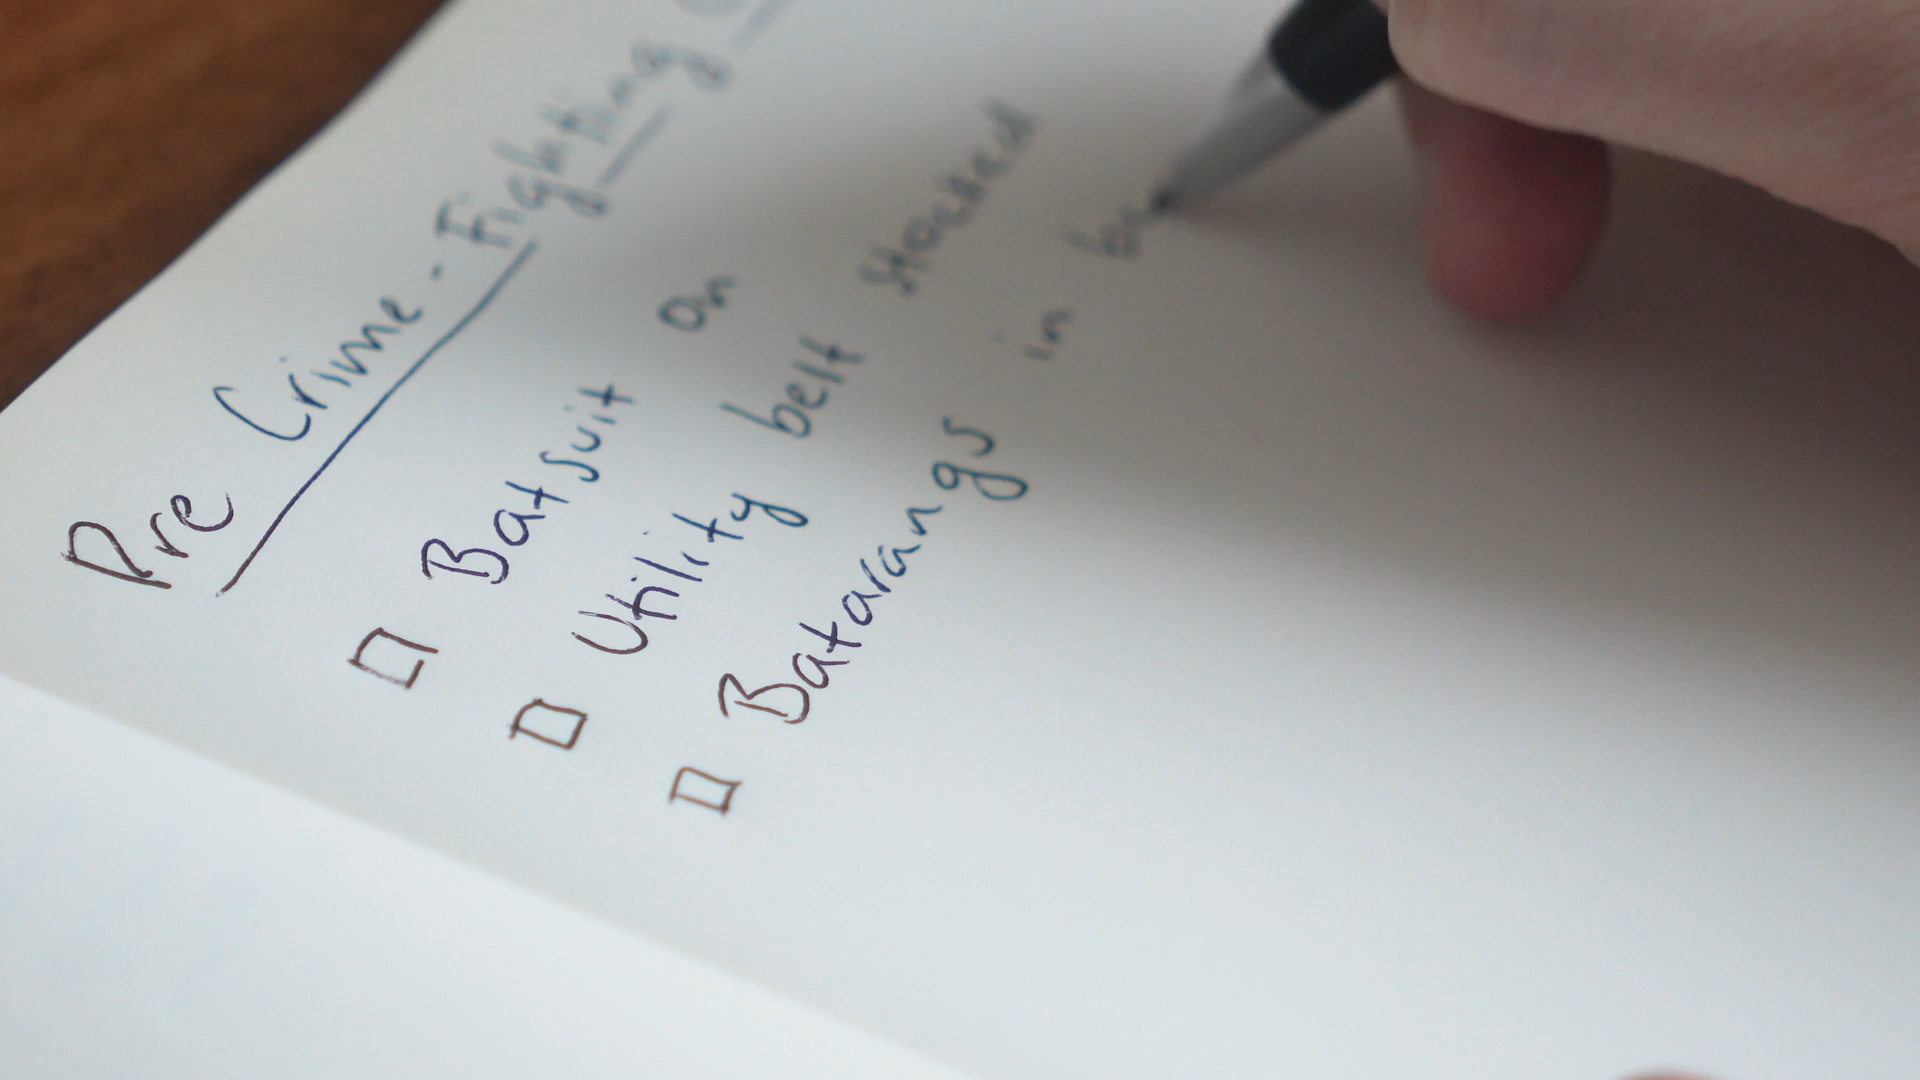 Pre Crime-Fighting
Batsuit on
Utility belt stocked
Batarangs in